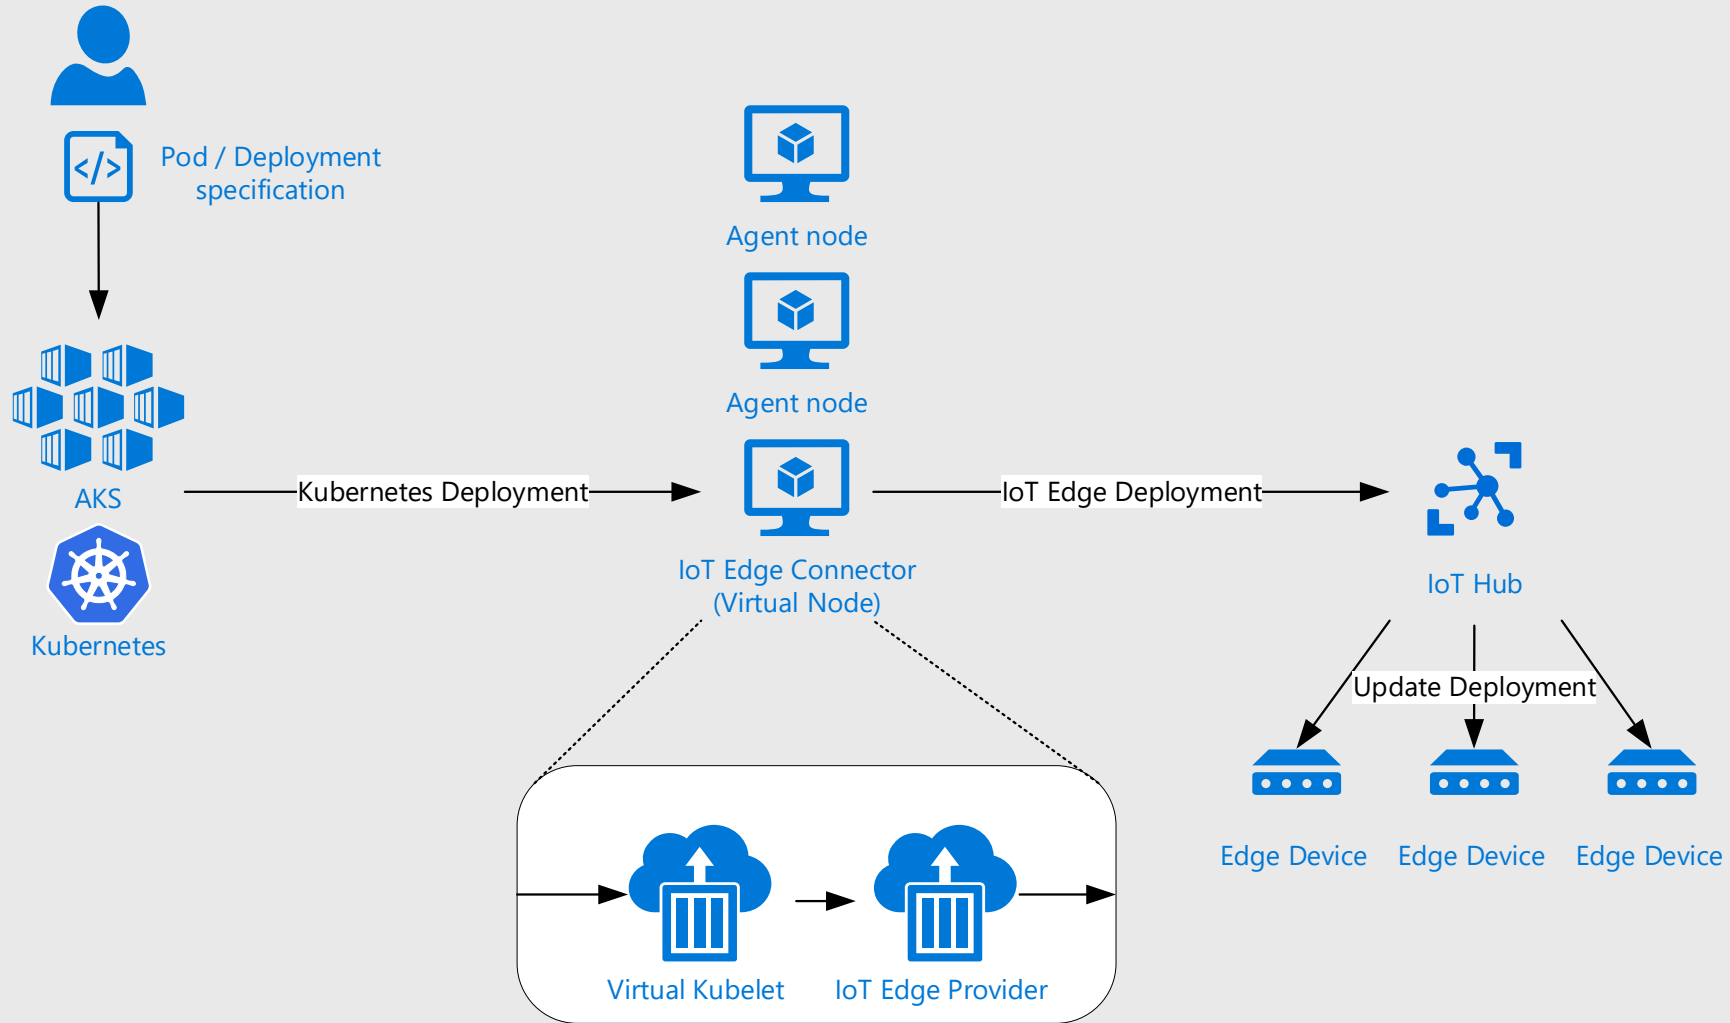 Pod / Deployment
specification
Agent node
Agent node
AKS
Kubernetes Deployment
IoT Edge Deployment
IoT Edge Connector
(Virtual Node)
IoT Hub
Kubernetes
Update Deployment
Edge Device
Edge Device
Edge Device
Virtual Kubelet
IoT Edge Provider